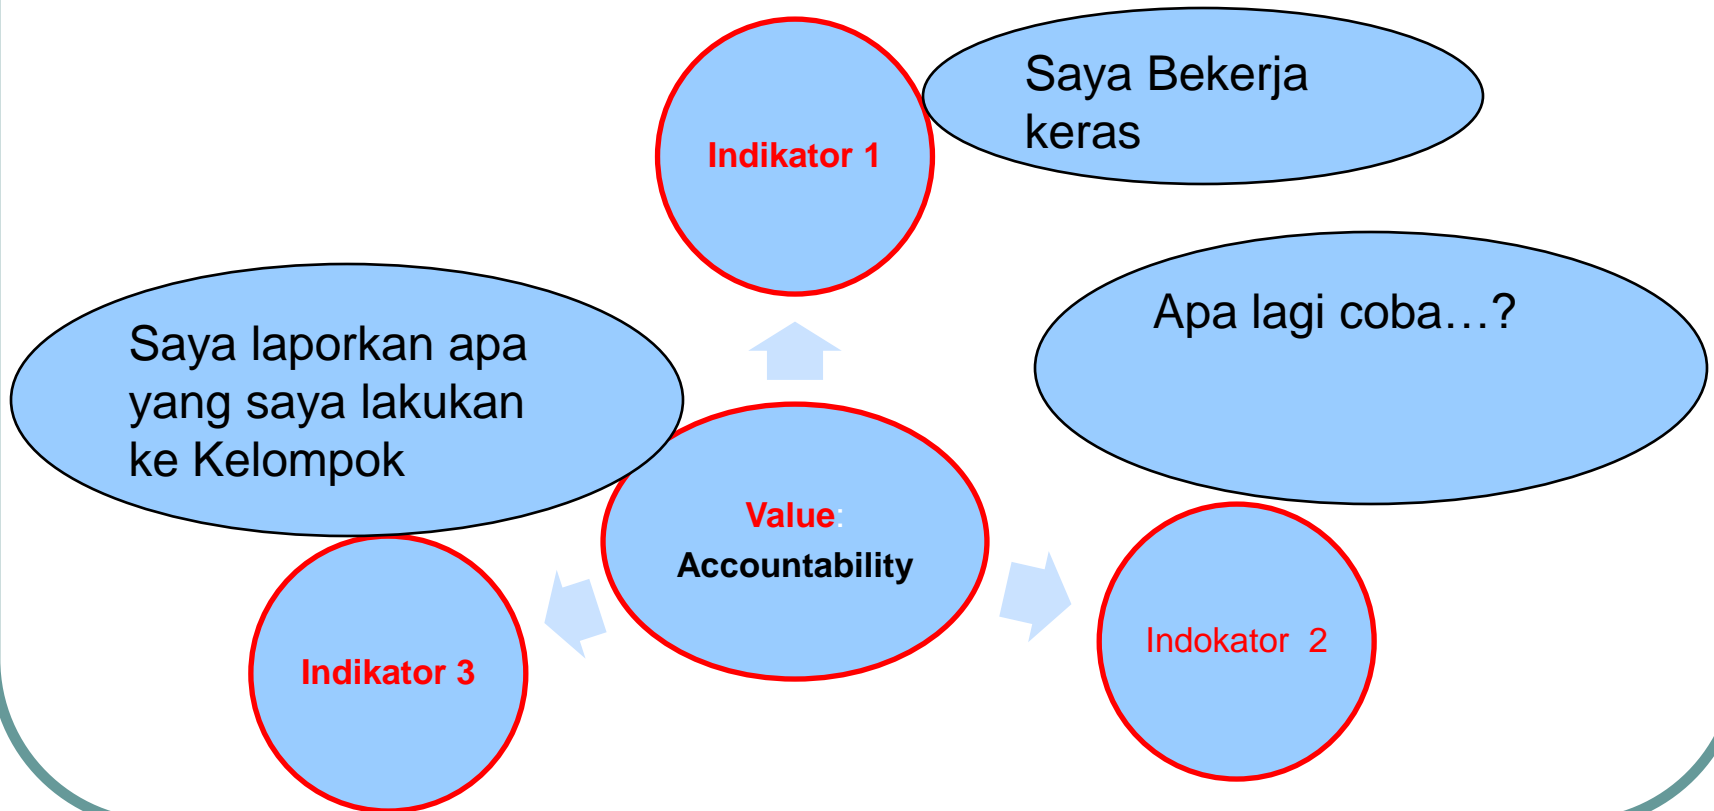 Saya Bekerja
keras
Indikator 1
Apa lagi coba…?
Saya laporkan apa
yang saya lakukan
ke Kelompok
Value:
Accountability
Indokator  2
Indikator 3